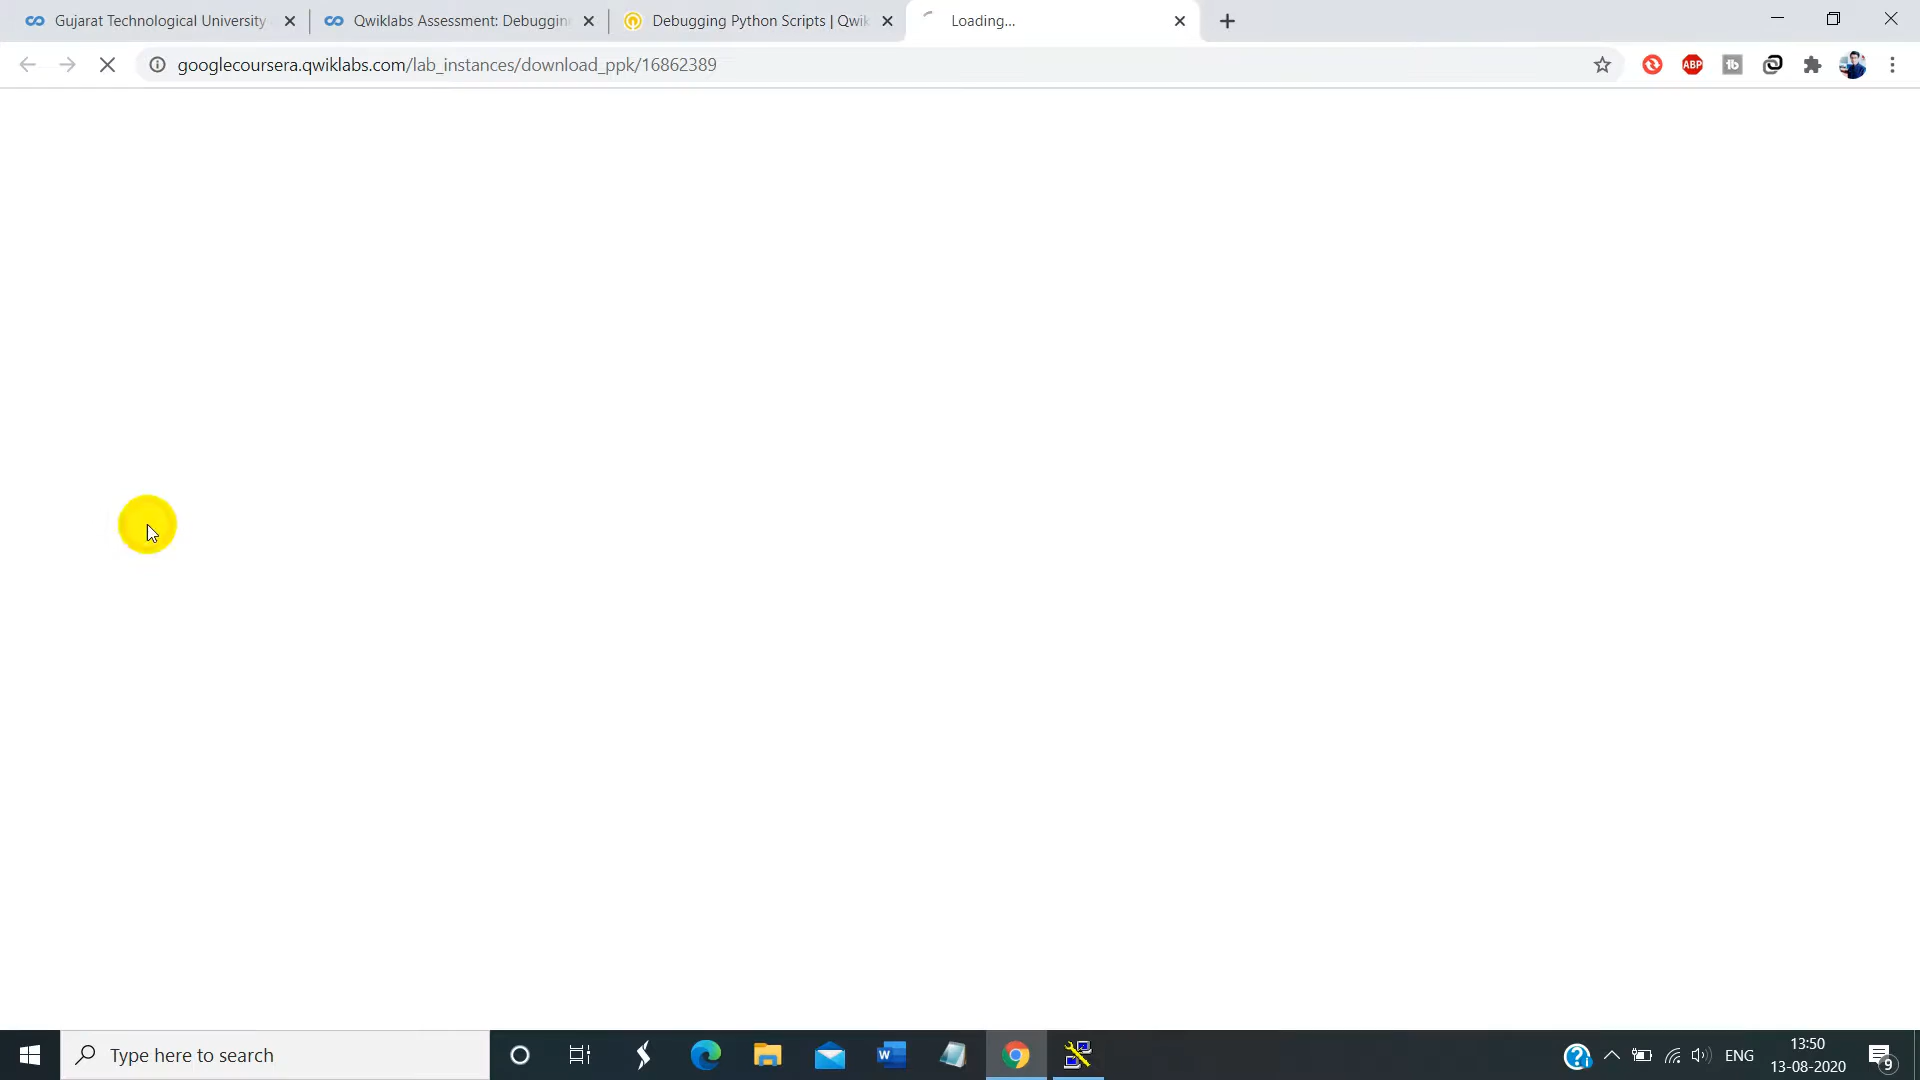 Gujarat Technological University
Qwiklabs Assessment: Debuggin
Debugging Python Scripts | Qwik
Loading...
googlecoursera.qwiklabs.com/lab_instances/download_ppk/16862389
ABP
Type here to search
ENG
13:50
13-08-2020
9